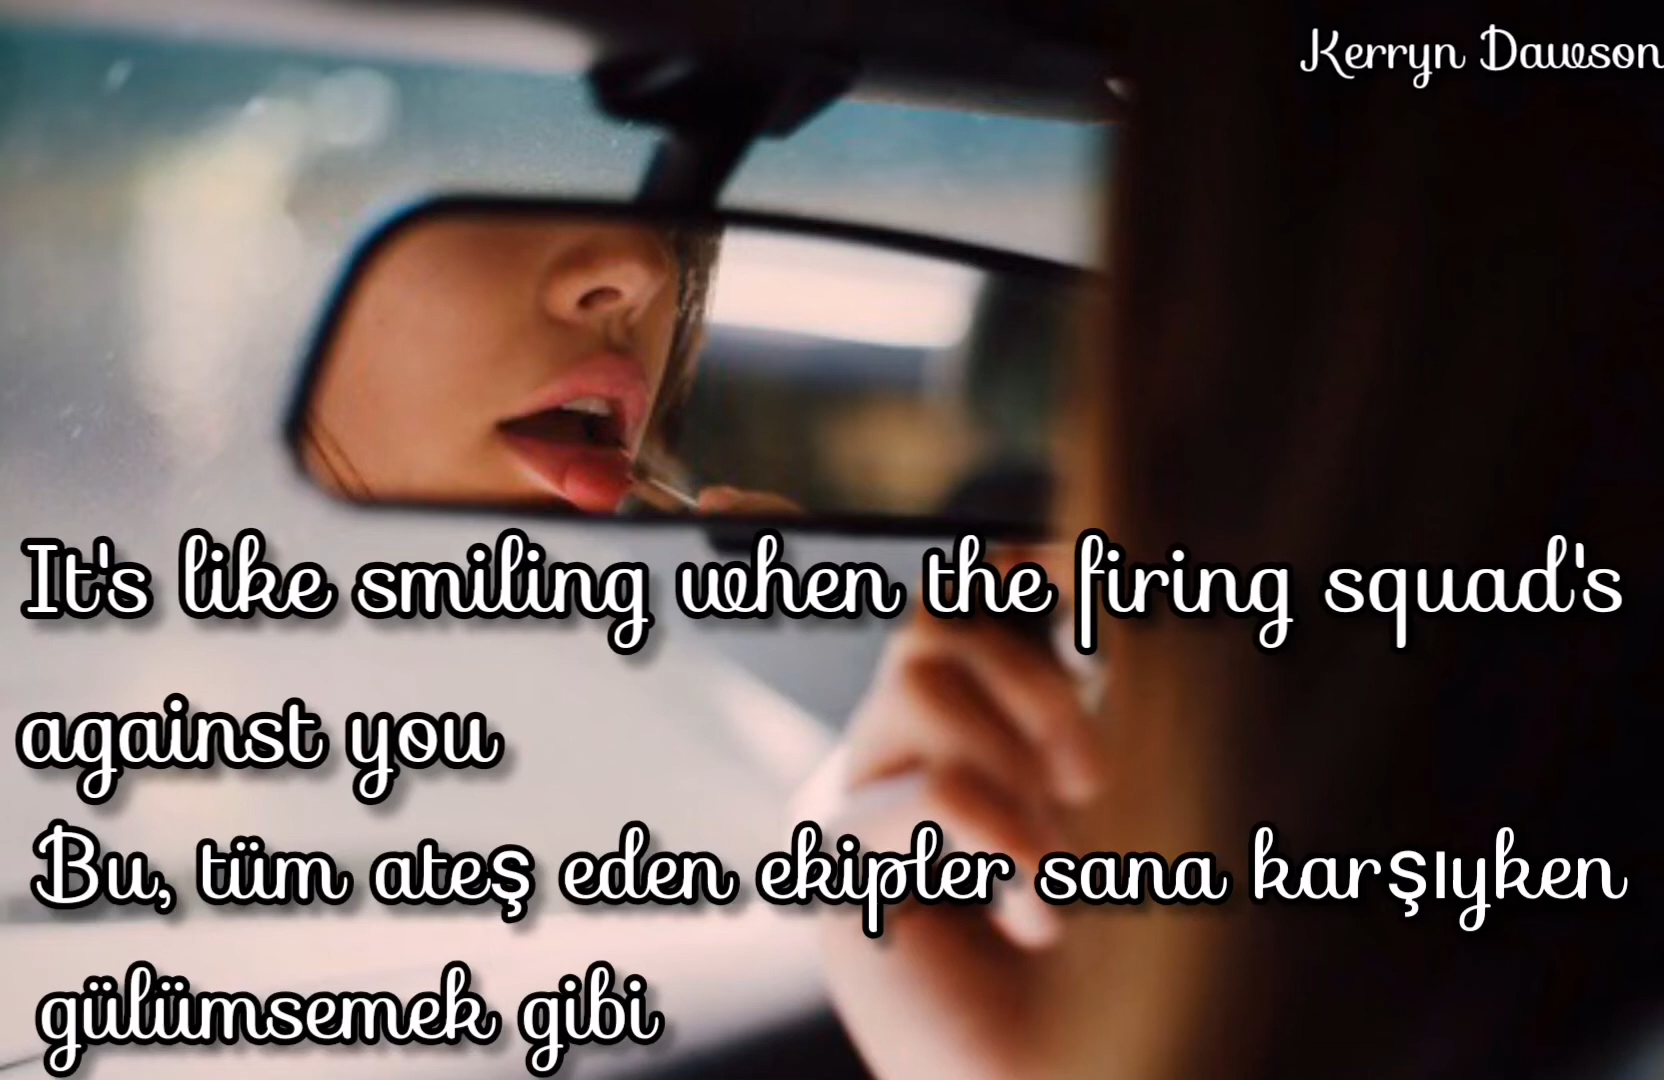 Kerryn Dawson
It's like smiling when the firing squad's
against you
Bu, tüm ateş eden ekipler sana karşıyken
gülümsemek gibi